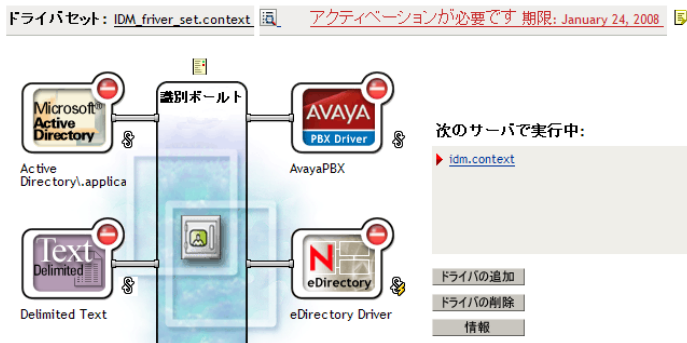 ドライバセット: IDM_friver_set.context アクティベーションが必要です 期限: January 24, 2008
識別ボールト
Microsoft®
Active
Directory
AVAYA
PBX Driver
次のサーバで実行中:
idm.context
Active
Directory\.applica
AvayaPBX
Text
Delimited
N
eDirectory
ドライバの追加
ドライバの削除
情報
Delimited Text
eDirectory Driver